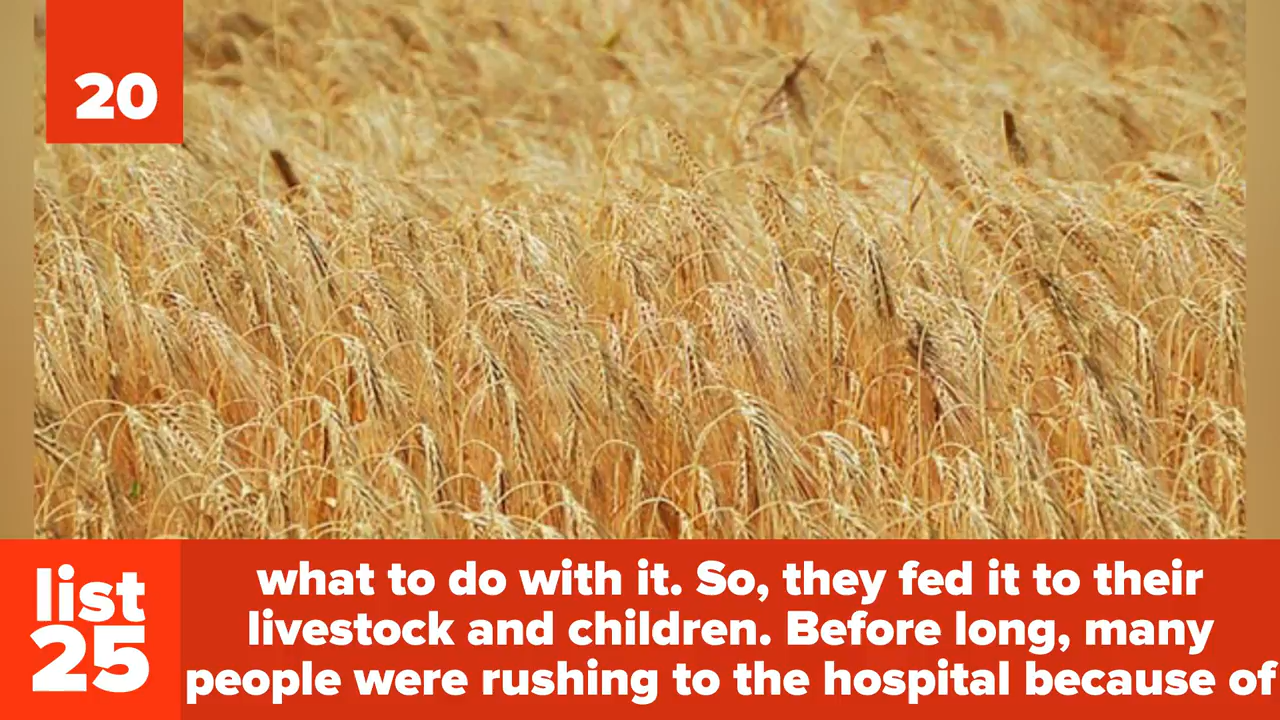 20
list
25
what to do with it. So, they fed it to their
livestock and children. Before long, many
people were rushing to the hospital because of